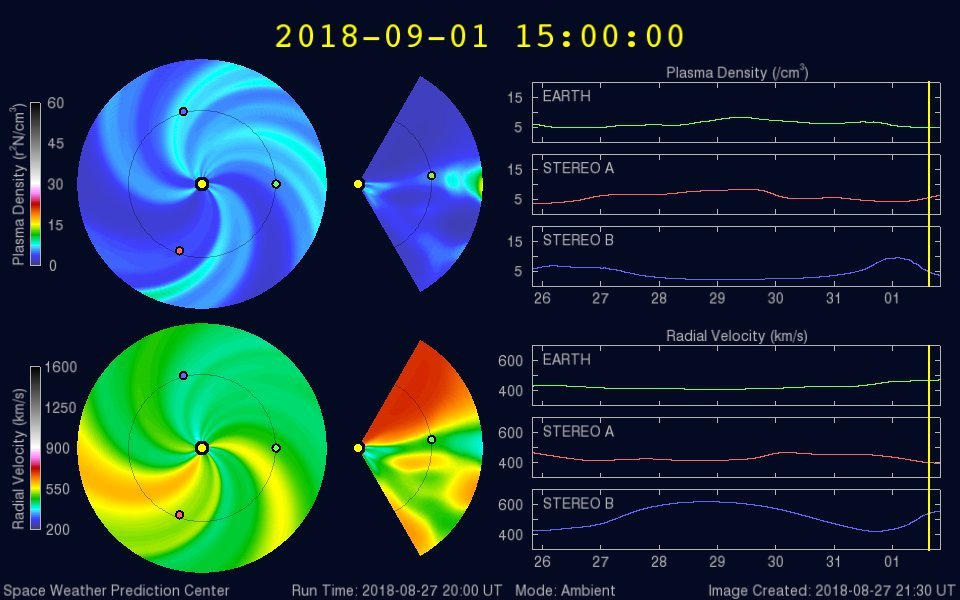 2018-09-01 15:00:00
Plasma Density (r²N/cm³)
60
45
30
15
0
Plasma Density (/cm³)
EARTH
15
5
STEREO A
15
5
STEREO B
15
5
26 27 28 29 30 31 01
Radial Velocity (km/s)
1600
1250
900
550
200
Radial Velocity (km/s)
EARTH
600
400
STEREO A
600
400
STEREO B
600
400
26 27 28 29 30 31 01
Space Weather Prediction Center Run Time: 2018-08-27 20:00 UT Mode: Ambient Image Created: 2018-08-27 21:30 UT